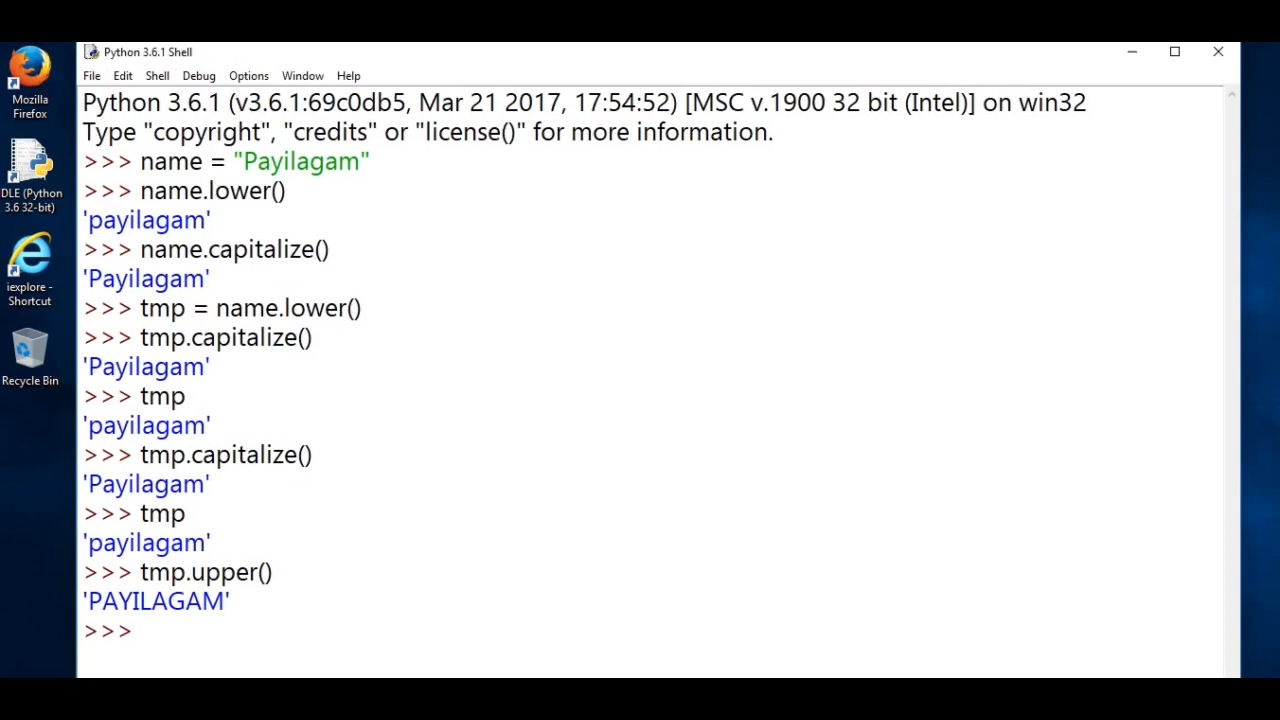 Python 3.6.1 Shell
File Edit Shell Debug Options Window Help
Python 3.6.1 (v3.6.1:69c0db5, Mar 21 2017, 17:54:52) [MSC v.1900 32 bit (Intel)] on win32
Type "copyright", "credits" or "license()" for more information.
>>> name = "Payilagam"
>>> name.lower()
'payilagam'
>>> name.capitalize()
'Payilagam'
>>> tmp = name.lower()
>>> tmp.capitalize()
'Payilagam'
>>> tmp
'payilagam'
>>> tmp.capitalize()
'Payilagam'
>>> tmp
'payilagam'
>>> tmp.upper()
'PAYILAGAM'
>>>
Mozilla
Firefox
DLE (Python
3.6 32-bit)
iexplore -
Shortcut
Recycle Bin